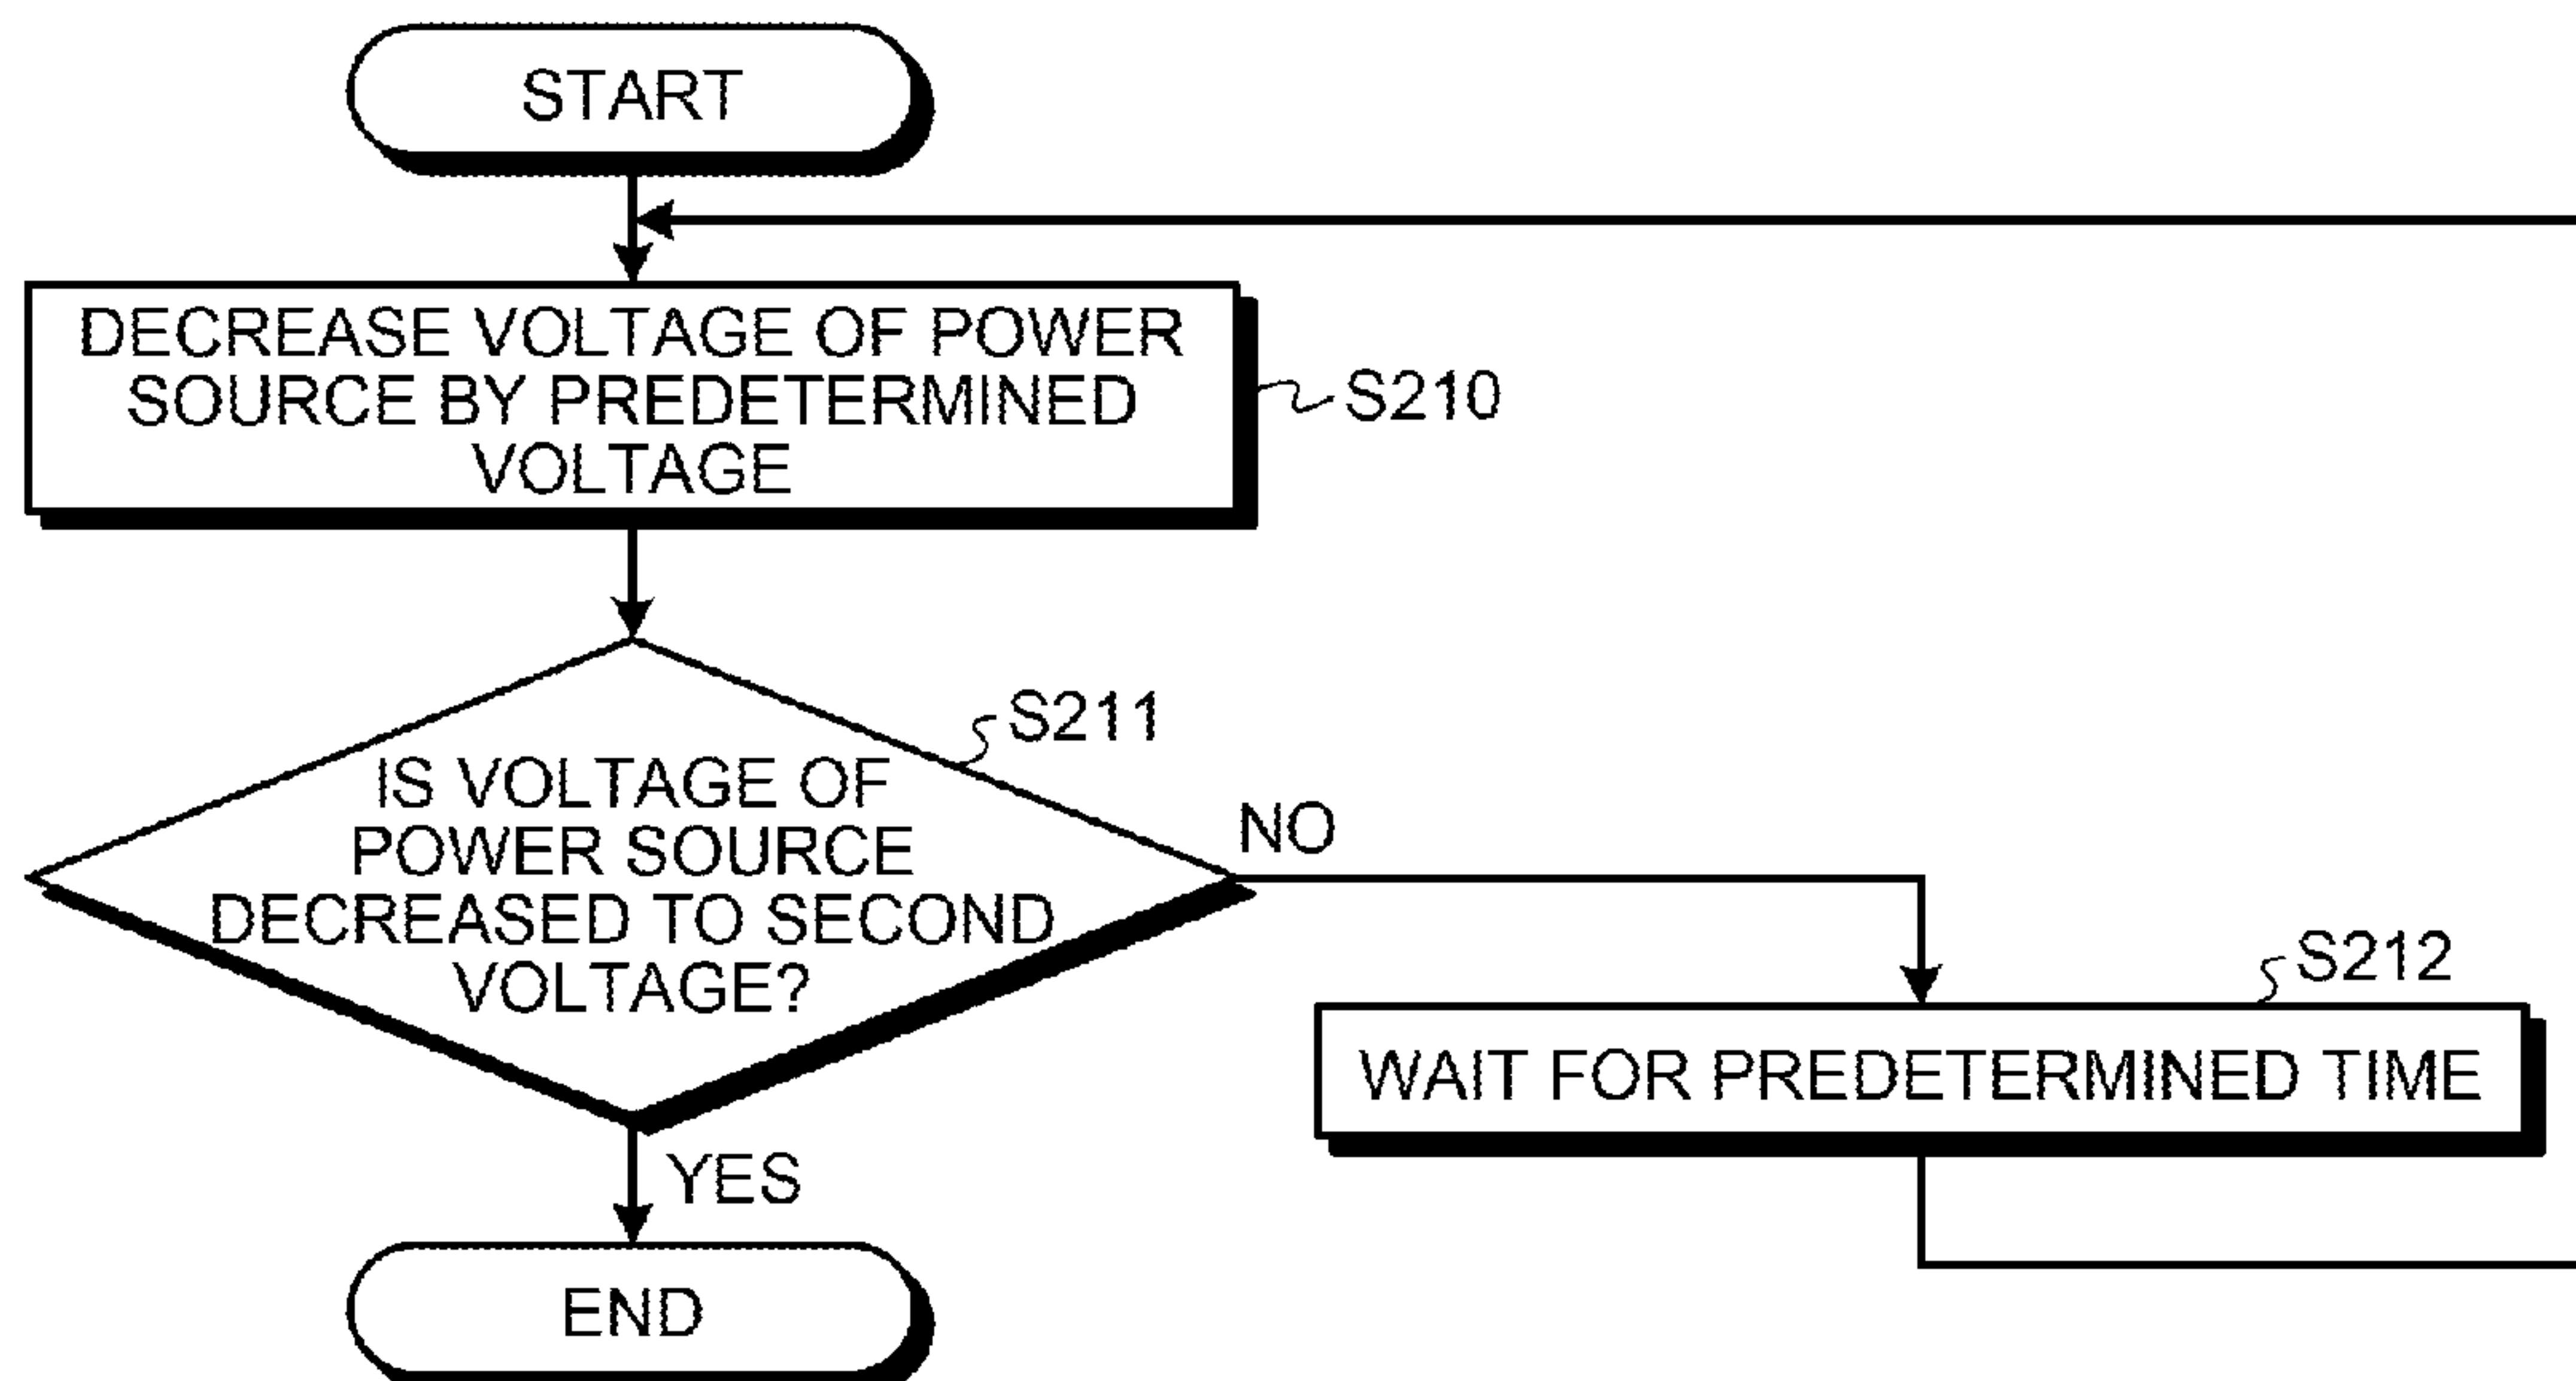 START
DECREASE VOLTAGE OF POWER
SOURCE BY PREDETERMINED
VOLTAGE
S210
S211
IS VOLTAGE OF
POWER SOURCE
DECREASED TO SECOND
VOLTAGE?
NO
S212
WAIT FOR PREDETERMINED TIME
YES
END